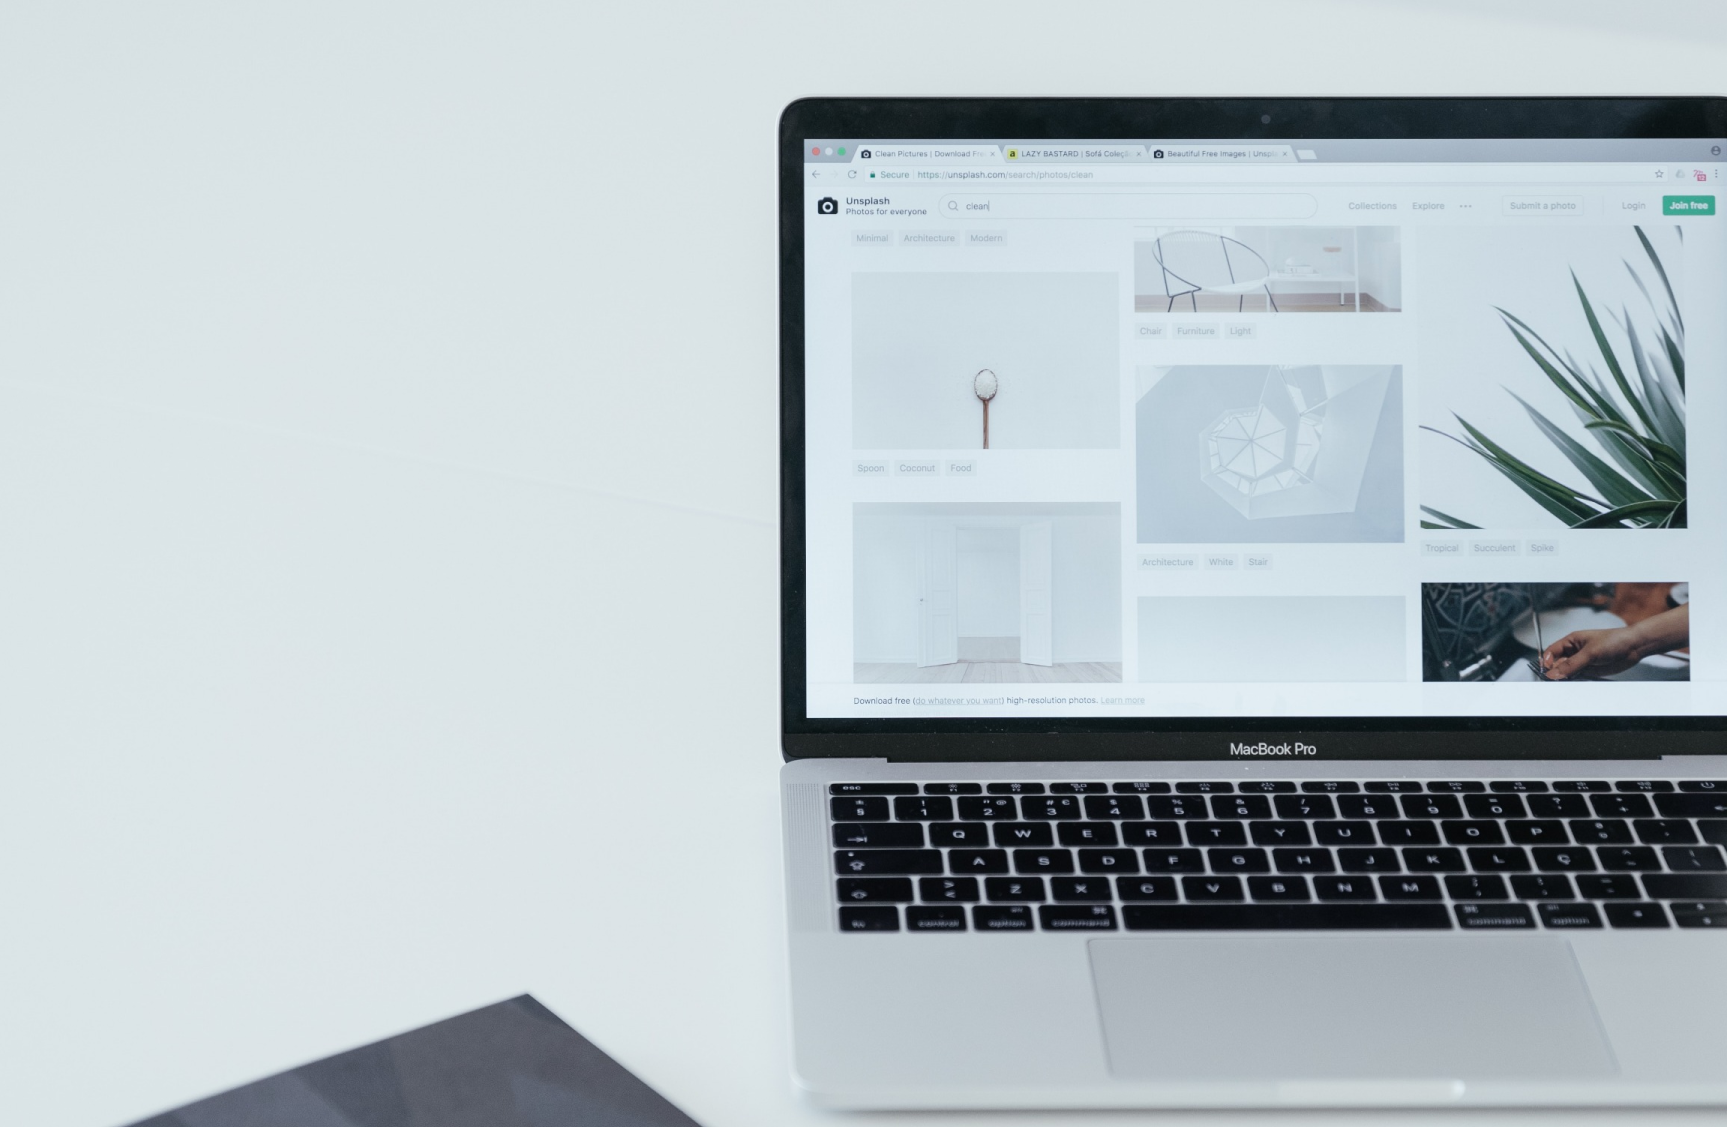 Clean Pictures | Download Fre
LAZY BASTARD | Sofá Coleç
Beautiful Free Images | Unspl
Secure
https://unsplash.com/search/photos/clean
Unsplash
Photos for everyone
clean
Collections
Explore
Submit a photo
Login
Join free
Minimal Architecture Modern
Spoon Coconut Food
Chair Furniture Light
Architecture White Stair
Tropical Succulent Spike
Download free (do whatever you want) high-resolution photos. Learn more
MacBook Pro
esc
1 2 3 4 5 6 7 8 9 0
Q W E R T Y U I O P
A S D F G H J K L Ç
Z X C V B N M
fn control option command command option